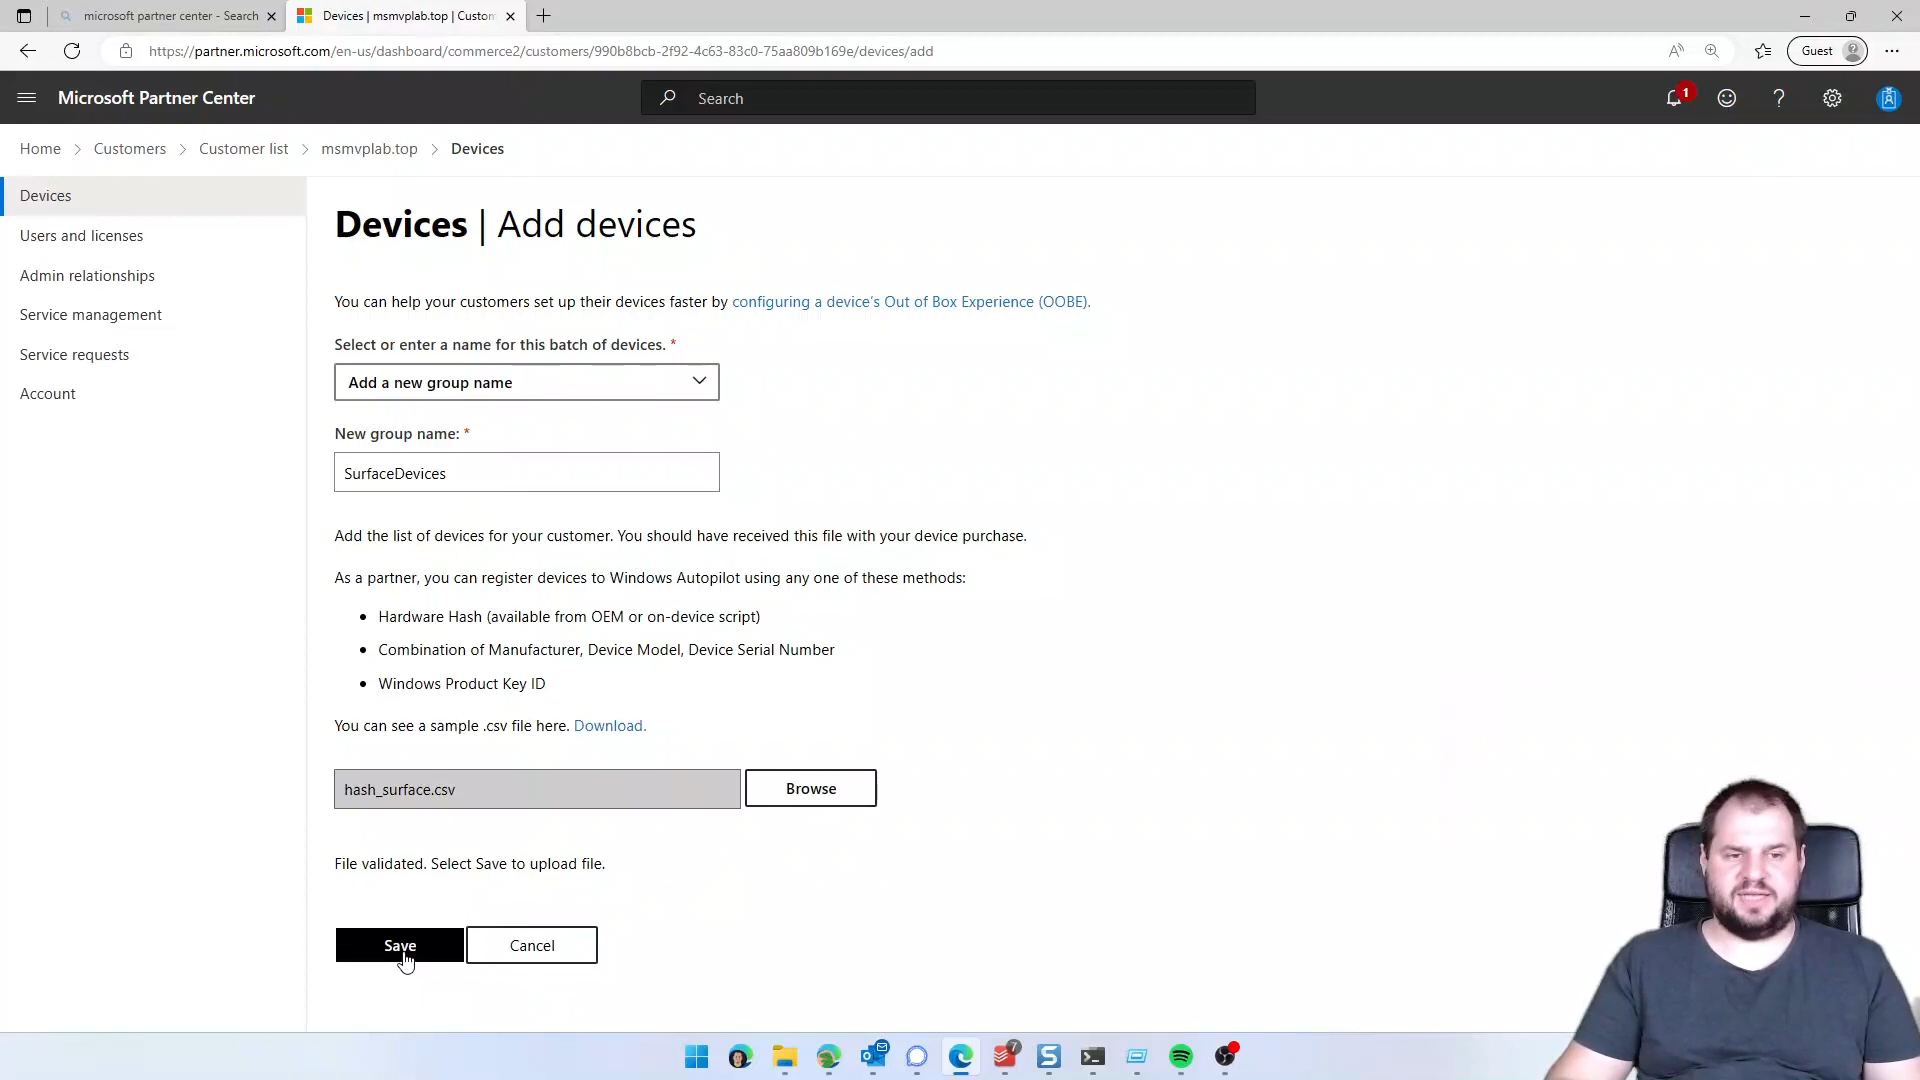 microsoft partner center - Search
Devices | msmvplab.top | Custom
https://partner.microsoft.com/en-us/dashboard/commerce2/customers/990b8bcb-2f92-4c63-83c0-75aa809b169e/devices/add
Guest
Microsoft Partner Center
Search
1
Home > Customers > Customer list > msmvplab.top > Devices
Devices
Users and licenses
Admin relationships
Service management
Service requests
Account
Devices | Add devices
You can help your customers set up their devices faster by configuring a device's Out of Box Experience (OOBE).
Select or enter a name for this batch of devices. *
Add a new group name
New group name: *
SurfaceDevices
Add the list of devices for your customer. You should have received this file with your device purchase.
As a partner, you can register devices to Windows Autopilot using any one of these methods:
• Hardware Hash (available from OEM or on-device script)
• Combination of Manufacturer, Device Model, Device Serial Number
• Windows Product Key ID
You can see a sample .csv file here. Download.
hash_surface.csv
Browse
File validated. Select Save to upload file.
Save
Cancel
7